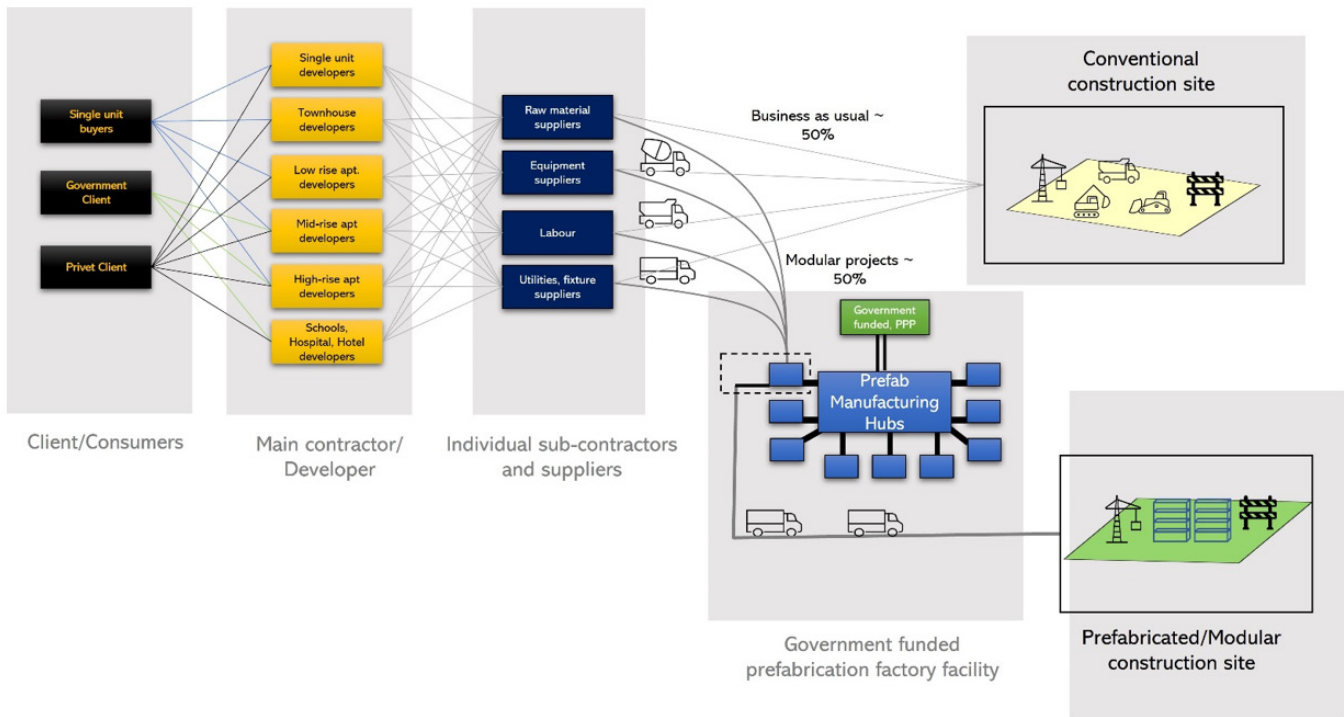 Single unit
buyers
Government
Client
Privet Client
Client/Consumers
Single unit
developers
Townhouse
developers
Low rise apt.
developers
Mid-rise apt
developers
High-rise apt
developers
Schools,
Hospital, Hotel
developers
Main contractor/
Developer
Raw material
suppliers
Equipment
suppliers
Labour
Utilities, fixture
suppliers
Individual sub-contractors
and suppliers
Business as usual ~
50%
Modular projects ~
50%
Conventional
construction site
Government
funded, PPP
Prefab
Manufacturing
Hubs
Government funded
prefabrication factory facility
Prefabricated/Modular
construction site